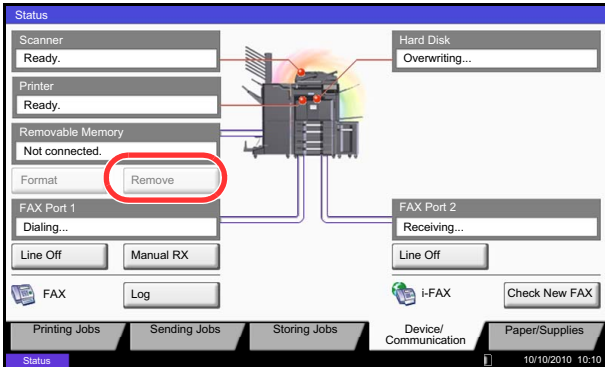 Status
Scanner
Ready.
Hard Disk
Overwriting...
Printer
Ready.
Removable Memory
Not connected.
Format
Remove
FAX Port 1
Dialing...
FAX Port 2
Receiving...
Line Off
Manual RX
Line Off
FAX
Log
i-FAX
Check New FAX
Printing Jobs
Sending Jobs
Storing Jobs
Device/
Communication
Paper/Supplies
Status
10/10/2010 10:10